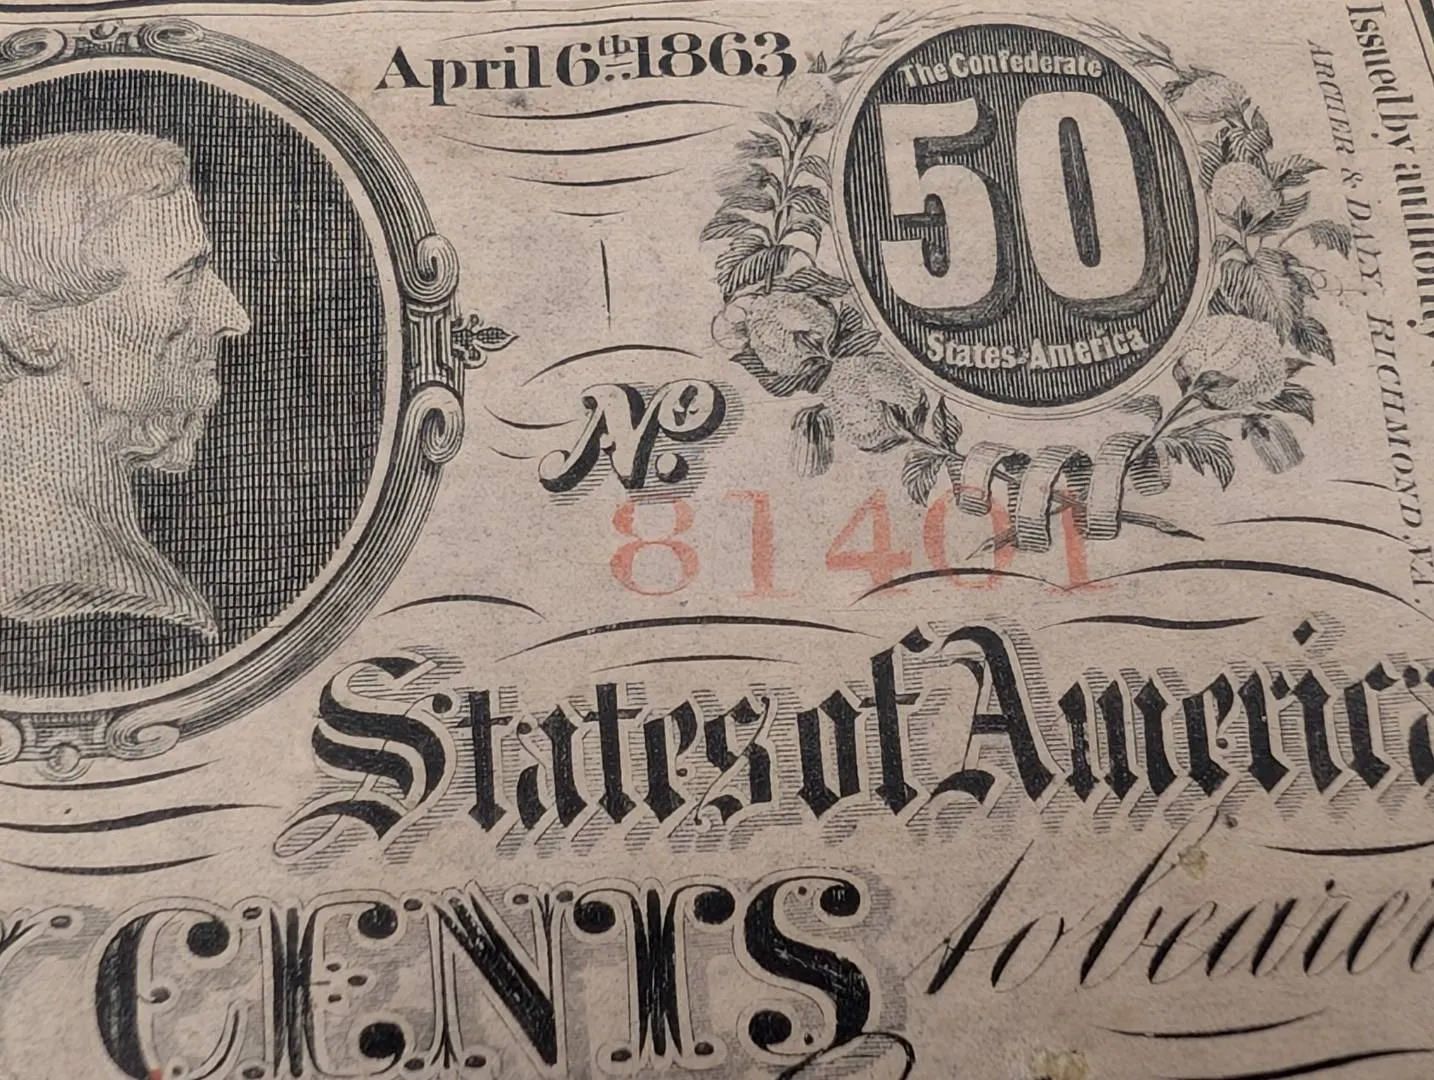 April 6th 1863
The Confederate
50
States of America
No.
81401
States of America
CENTS to bearer
Issued by authority
ARCHER & DALY, RICHMOND, VA.